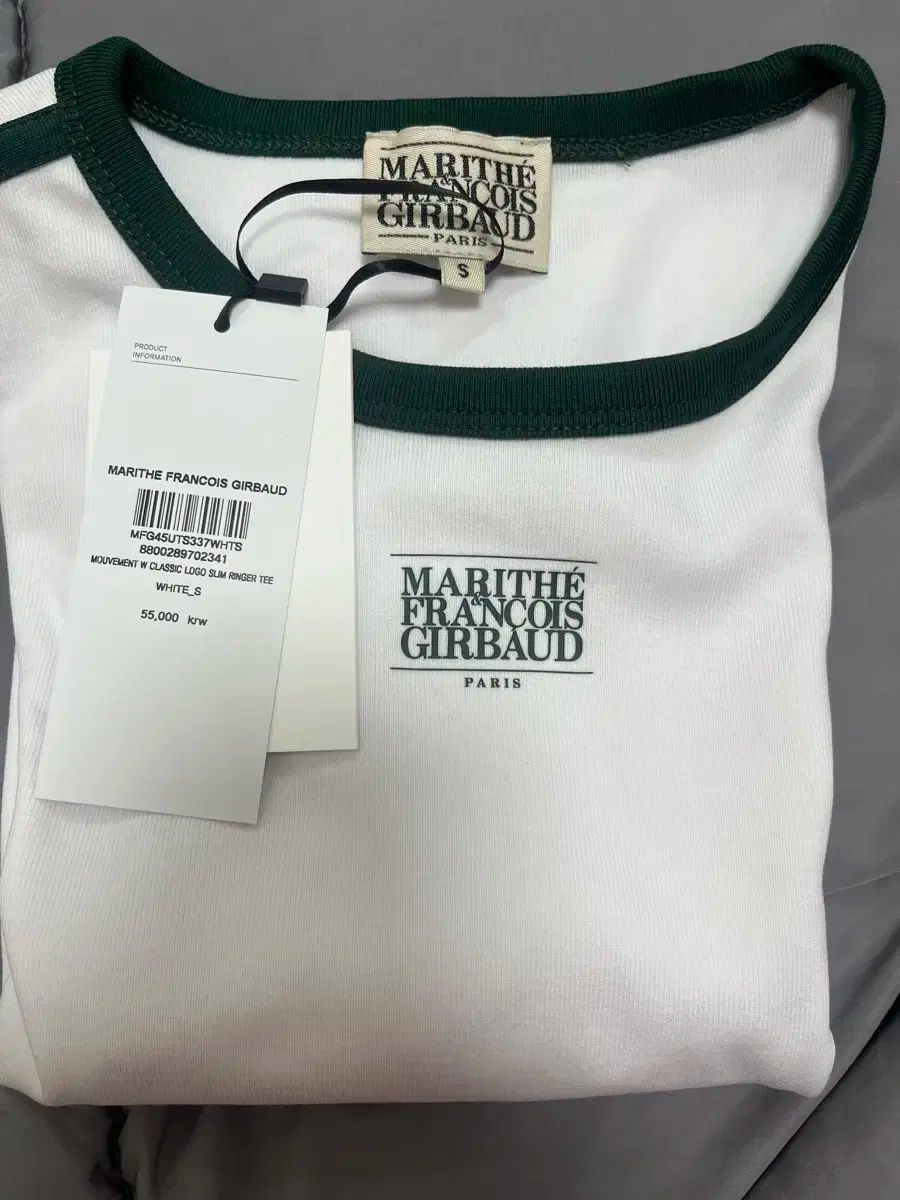 MARITHÉ
& FRANCOIS
GIRBAUD
PARIS
S
PRODUCT
INFORMATION
MARITHE FRANCOIS GIRBAUD
MFG45UTS337WHTS
8800289702341
MOUVEMENT W CLASSIC LOGO SLIM RINGER TEE
WHITE_S
55,000 krw
MARITHÉ
& FRANCOIS
GIRBAUD
PARIS